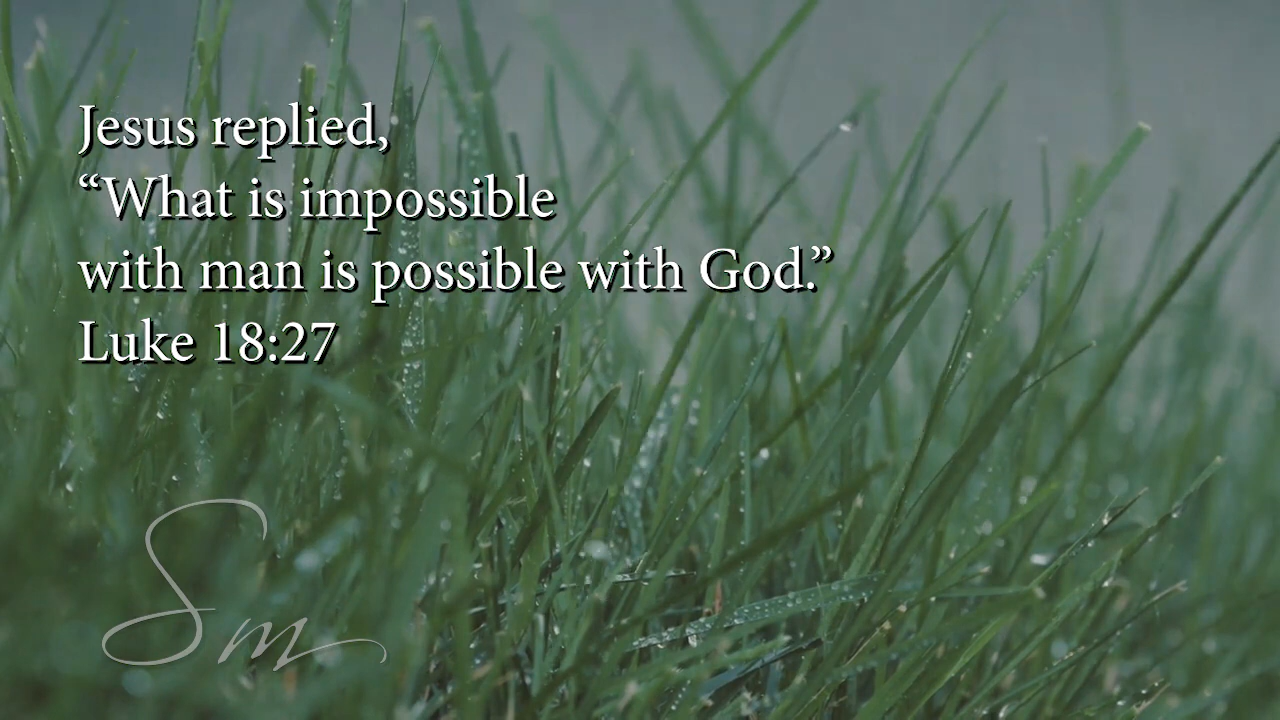 Jesus replied,
“What is impossible
with man is possible with God.”
Luke 18:27
Sm